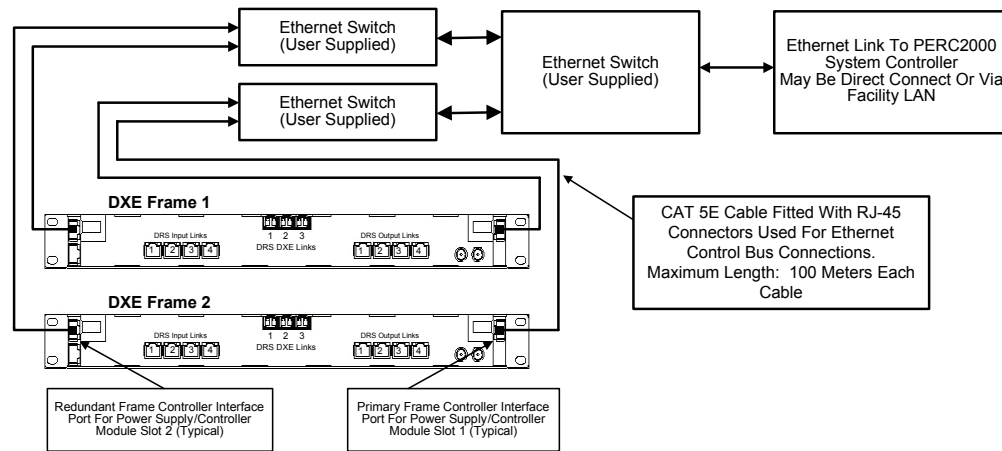 Ethernet Switch
(User Supplied)
Ethernet Switch
(User Supplied)
Ethernet Switch
(User Supplied)
Ethernet Link To PERC2000
System Controller
May Be Direct Connect Or Via
Facility LAN
DXE Frame 1
DRS Input Links
1 2 3 4
1 2 3
DRS DXE Links
DRS Output Links
1 2 3 4
CAT 5E Cable Fitted With RJ-45
Connectors Used For Ethernet
Control Bus Connections.
Maximum Length: 100 Meters Each
Cable
DXE Frame 2
DRS Input Links
1 2 3 4
1 2 3
DRS DXE Links
DRS Output Links
1 2 3 4
Redundant Frame Controller Interface
Port For Power Supply/Controller
Module Slot 2 (Typical)
Primary Frame Controller Interface
Port For Power Supply/Controller
Module Slot 1 (Typical)